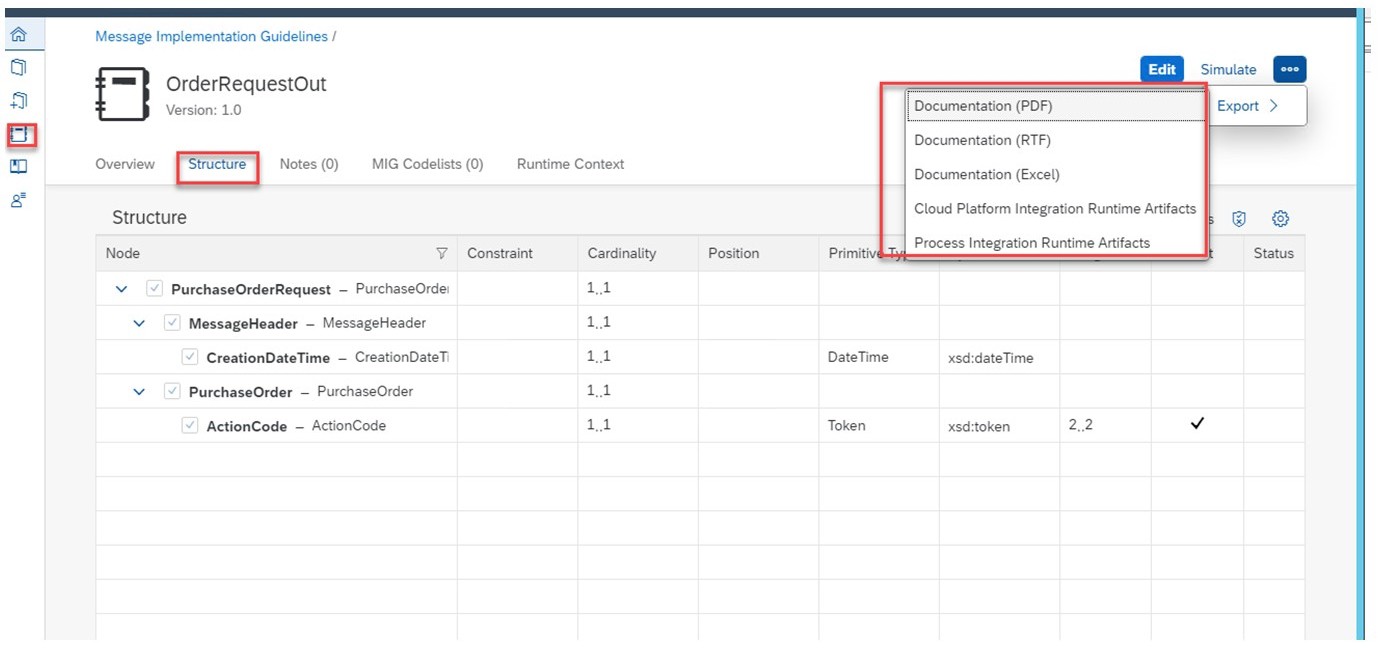 Message Implementation Guidelines /
OrderRequestOut
Version: 1.0
Edit Simulate
Export
Documentation (PDF)
Documentation (RTF)
Documentation (Excel)
Cloud Platform Integration Runtime Artifacts
Process Integration Runtime Artifacts
Overview Structure Notes (0) MIG Codelists (0) Runtime Context
Structure
Node Constraint Cardinality Position Primitive Status
PurchaseOrderRequest – PurchaseOrder 1..1
MessageHeader – MessageHeader 1..1
CreationDateTime – CreationDateTi 1..1 DateTime xsd:dateTime
PurchaseOrder – PurchaseOrder 1..1
ActionCode – ActionCode 1..1 Token xsd:token 2..2